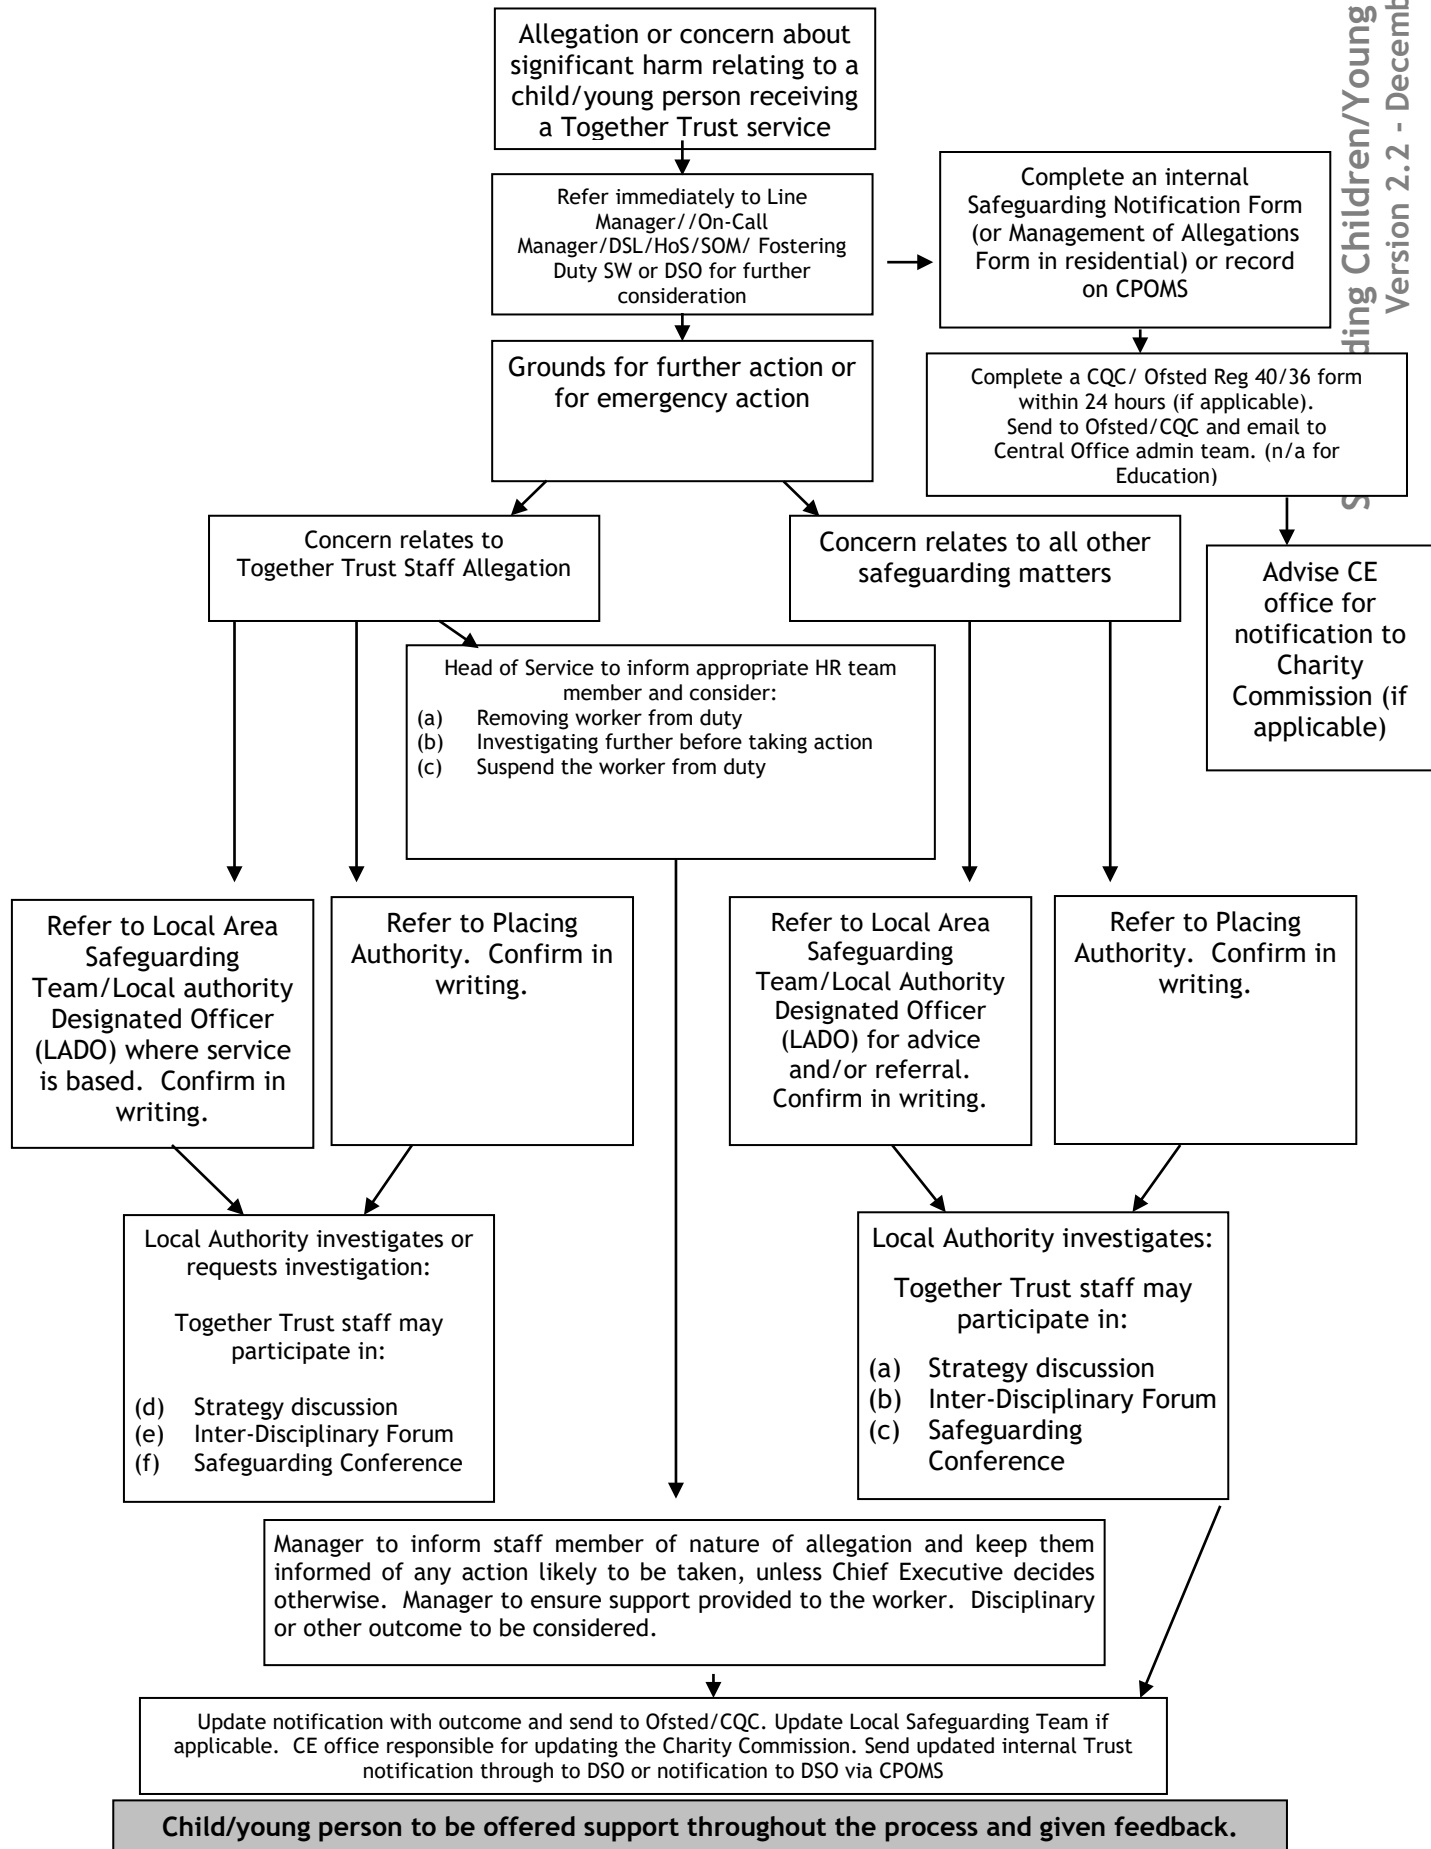 Allegation or concern about
significant harm relating to a
child/young person receiving
a Together Trust service
Refer immediately to Line
Manager//On-Call
Manager/DSL/HoS/SOM/ Fostering
Duty SW or DSO for further
consideration
Complete an internal
Safeguarding Notification Form
(or Management of Allegations
Form in residential) or record
on CPOMS
ding Children/Young
Version 2.2 - Decemb
Grounds for further action or
for emergency action
Complete a CQC/ Ofsted Reg 40/36 form
within 24 hours (if applicable).
Send to Ofsted/CQC and email to
Central Office admin team. (n/a for
Education)
Concern relates to
Together Trust Staff Allegation
Concern relates to all other
safeguarding matters
Advise CE
office for
notification to
Charity
Commission (if
applicable)
Head of Service to inform appropriate HR team
member and consider:
(a) Removing worker from duty
(b) Investigating further before taking action
(c) Suspend the worker from duty
Refer to Local Area
Safeguarding
Team/Local authority
Designated Officer
(LADO) where service
is based. Confirm in
writing.
Refer to Placing
Authority. Confirm in
writing.
Refer to Local Area
Safeguarding
Team/Local Authority
Designated Officer
(LADO) for advice
and/or referral.
Confirm in writing.
Refer to Placing
Authority. Confirm in
writing.
Local Authority investigates or
requests investigation:
Together Trust staff may
participate in:
(d) Strategy discussion
(e) Inter-Disciplinary Forum
(f) Safeguarding Conference
Local Authority investigates:
Together Trust staff may
participate in:
(a) Strategy discussion
(b) Inter-Disciplinary Forum
(c) Safeguarding
Conference
Manager to inform staff member of nature of allegation and keep them
informed of any action likely to be taken, unless Chief Executive decides
otherwise. Manager to ensure support provided to the worker. Disciplinary
or other outcome to be considered.
Update notification with outcome and send to Ofsted/CQC. Update Local Safeguarding Team if
applicable. CE office responsible for updating the Charity Commission. Send updated internal Trust
notification through to DSO or notification to DSO via CPOMS
Child/young person to be offered support throughout the process and given feedback.